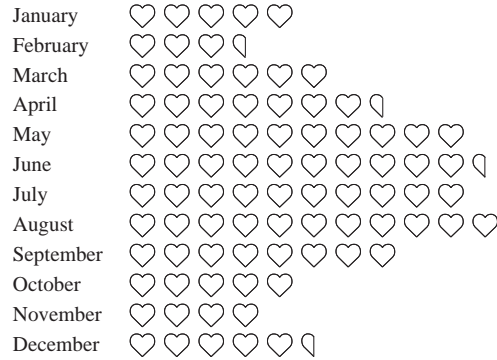 January
February
March
April
May
June
July
August
September
October
November
December